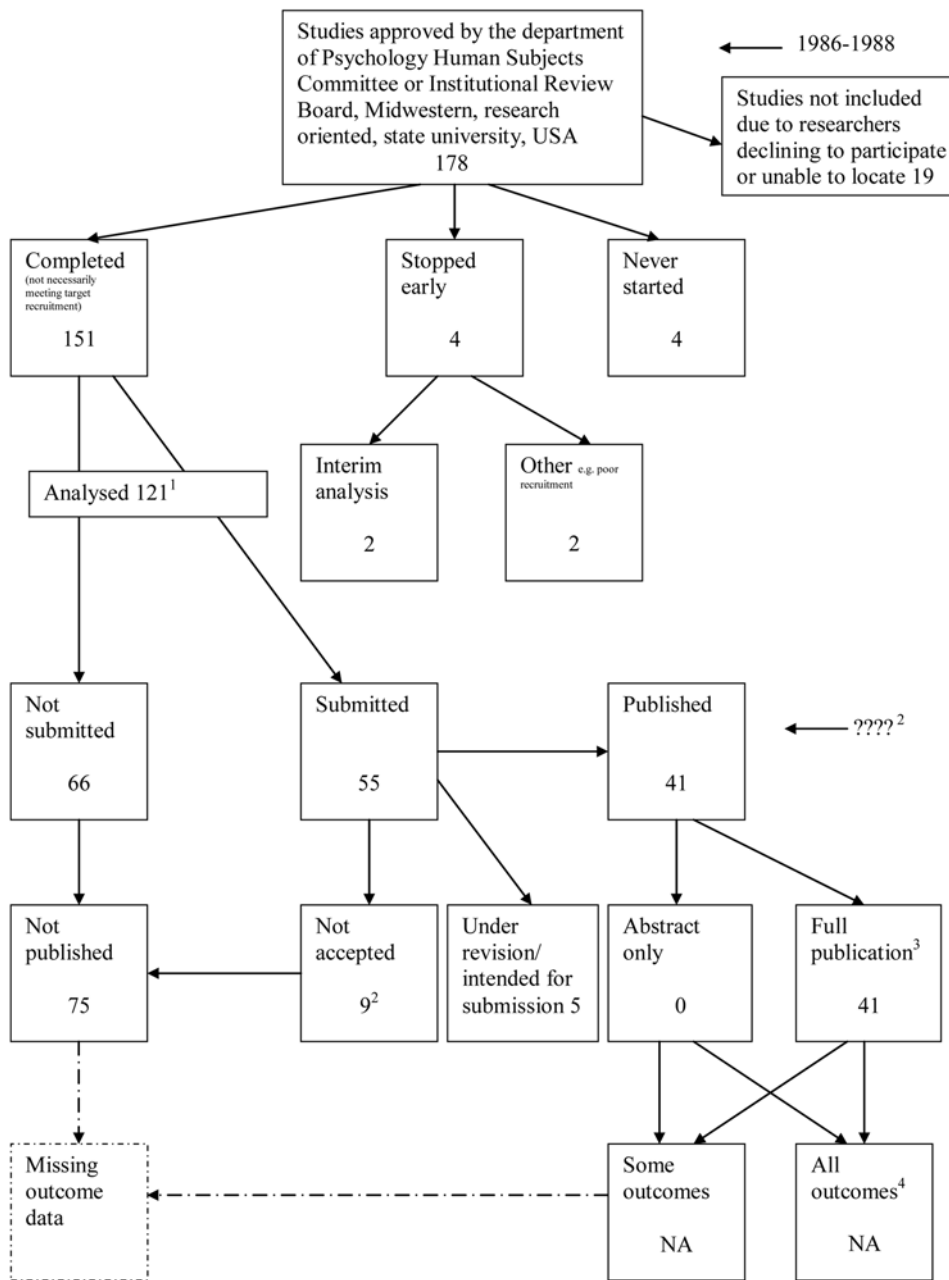 Studies approved by the department
of Psychology Human Subjects
Committee or Institutional Review
Board, Midwestern, research
oriented, state university, USA
178
1986-1988
Studies not included
due to researchers
declining to participate
or unable to locate 19
Completed
(not necessarily
meeting target
recruitment)
151
Stopped
early
4
Never
started
4
Interim
analysis
2
Other e.g. poor
recruitment
2
Analysed 121¹
Not
submitted
66
Submitted
55
Published
41
???? ²
Not
published
75
Not
accepted
9²
Under
revision/
intended for
submission 5
Abstract
only
0
Full
publication³
41
Missing
outcome
data
Some
outcomes
NA
All
outcomes⁴
NA